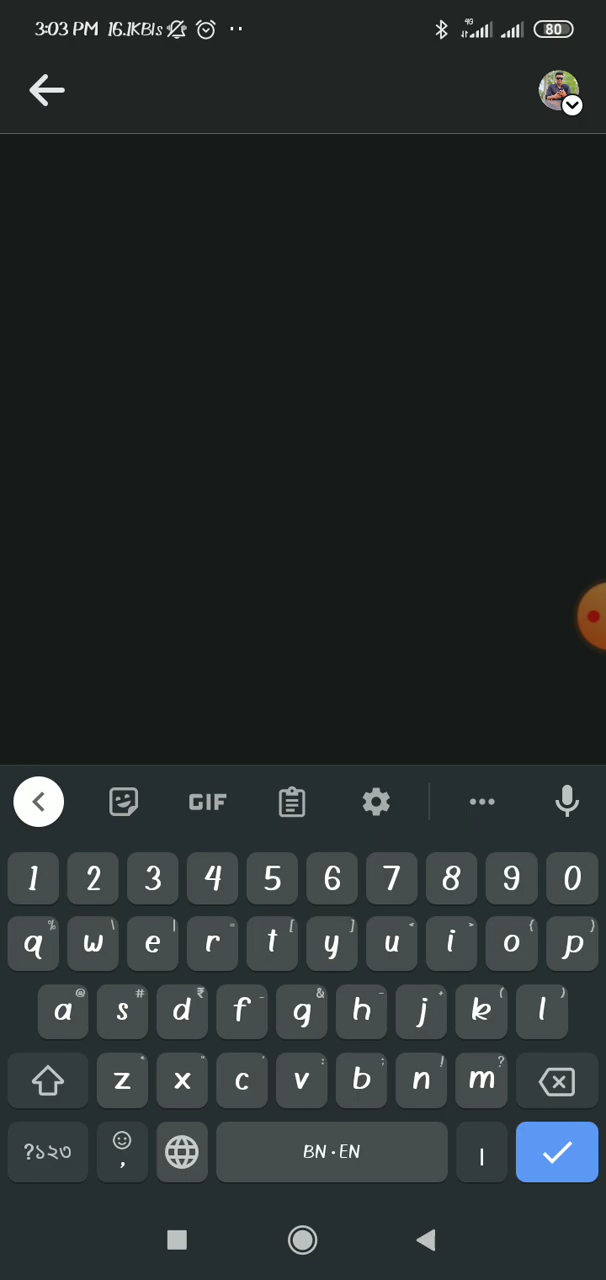 3:03 PM 16.1KB/s 4G 80
GIF
1 2 3 4 5 6 7 8 9 0
q w e r t y u i o p
a s d f g h j k l
z x c v b n m
?১২৩ , BN • EN |